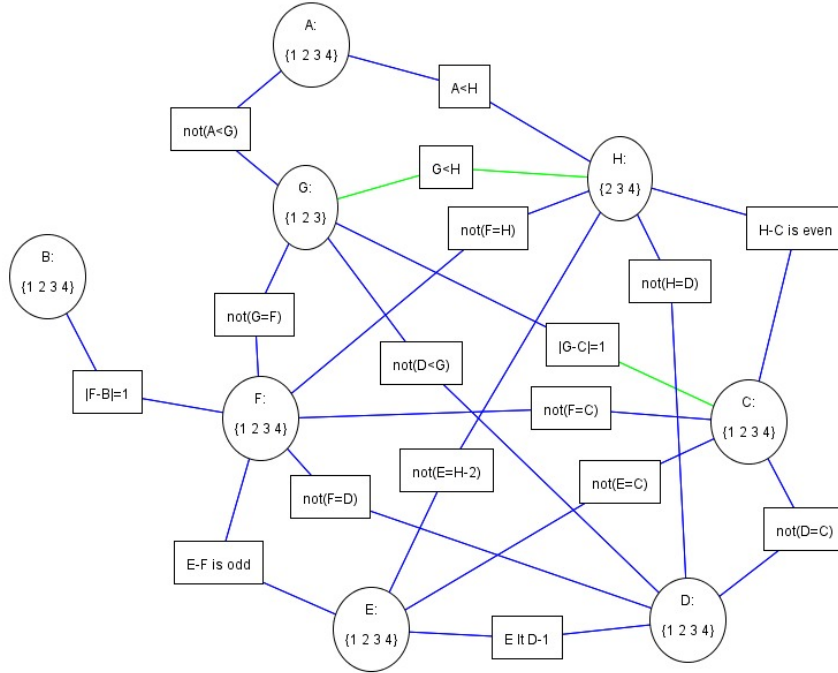 A:
{1 2 3 4}
A<H
not(A<G)
G<H
H:
{2 3 4}
G:
{1 2 3}
not(F=H)
H-C is even
B:
{1 2 3 4}
not(H=D)
not(G=F)
|G-C|=1
not(D<G)
|F-B|=1
F:
{1 2 3 4}
not(F=C)
C:
{1 2 3 4}
not(E=H-2)
not(E=C)
not(F=D)
not(D=C)
E-F is odd
E:
{1 2 3 4}
E lt D-1
D:
{1 2 3 4}